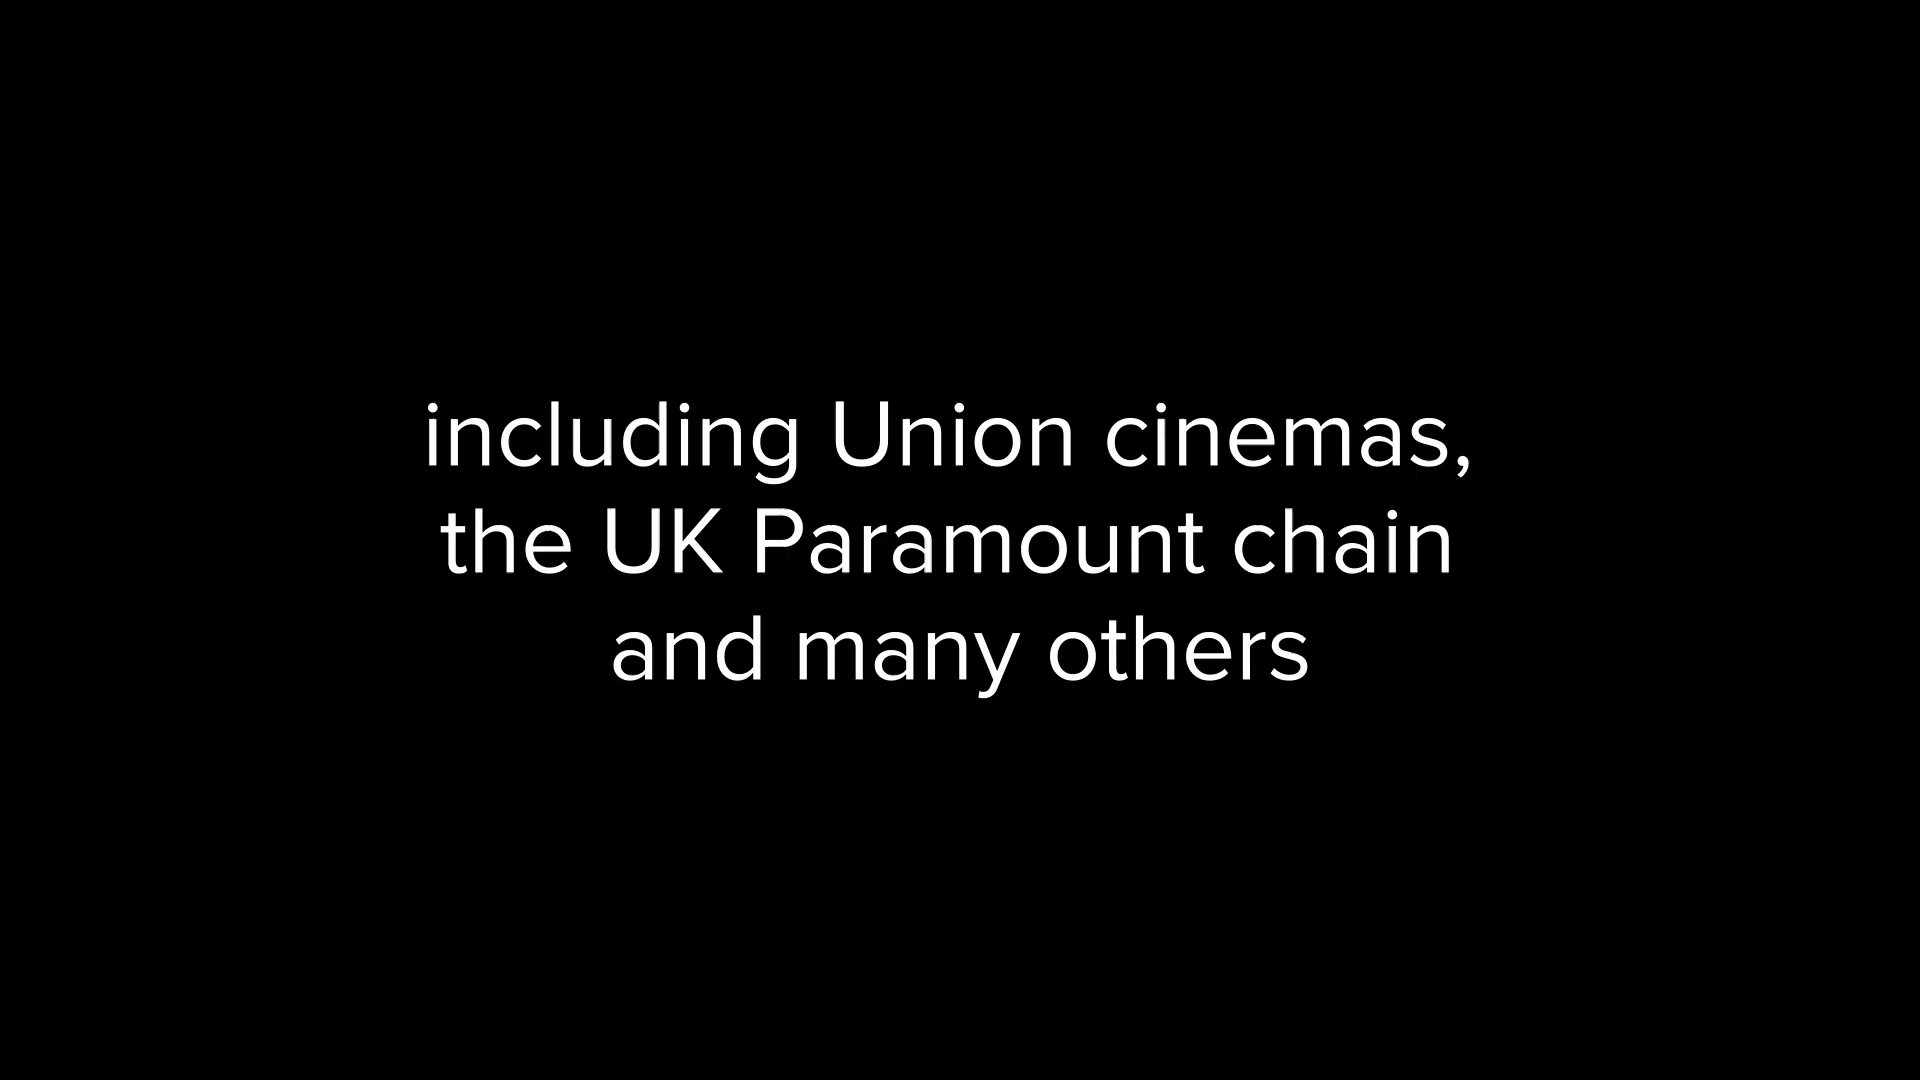 including Union cinemas,
the UK Paramount chain
and many others